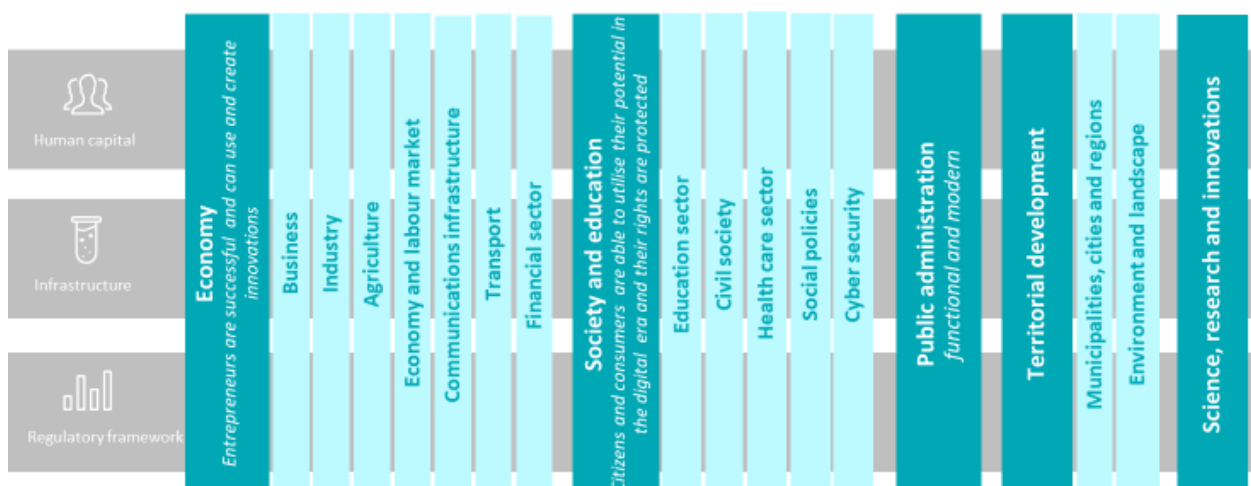 Human capital
Infrastructure
Regulatory framework
Economy
Entrepreneurs are successful and can use and create
innovations
Business
Industry
Agriculture
Economy and labour market
Communications infrastructure
Transport
Financial sector
Society and education
Citizens and consumers are able to utilise their potential in
the digital era and their rights are protected
Education sector
Civil society
Health care sector
Social policies
Cyber security
Public administration
functional and modern
Territorial development
Municipalities, cities and regions
Environment and landscape
Science, research and innovations